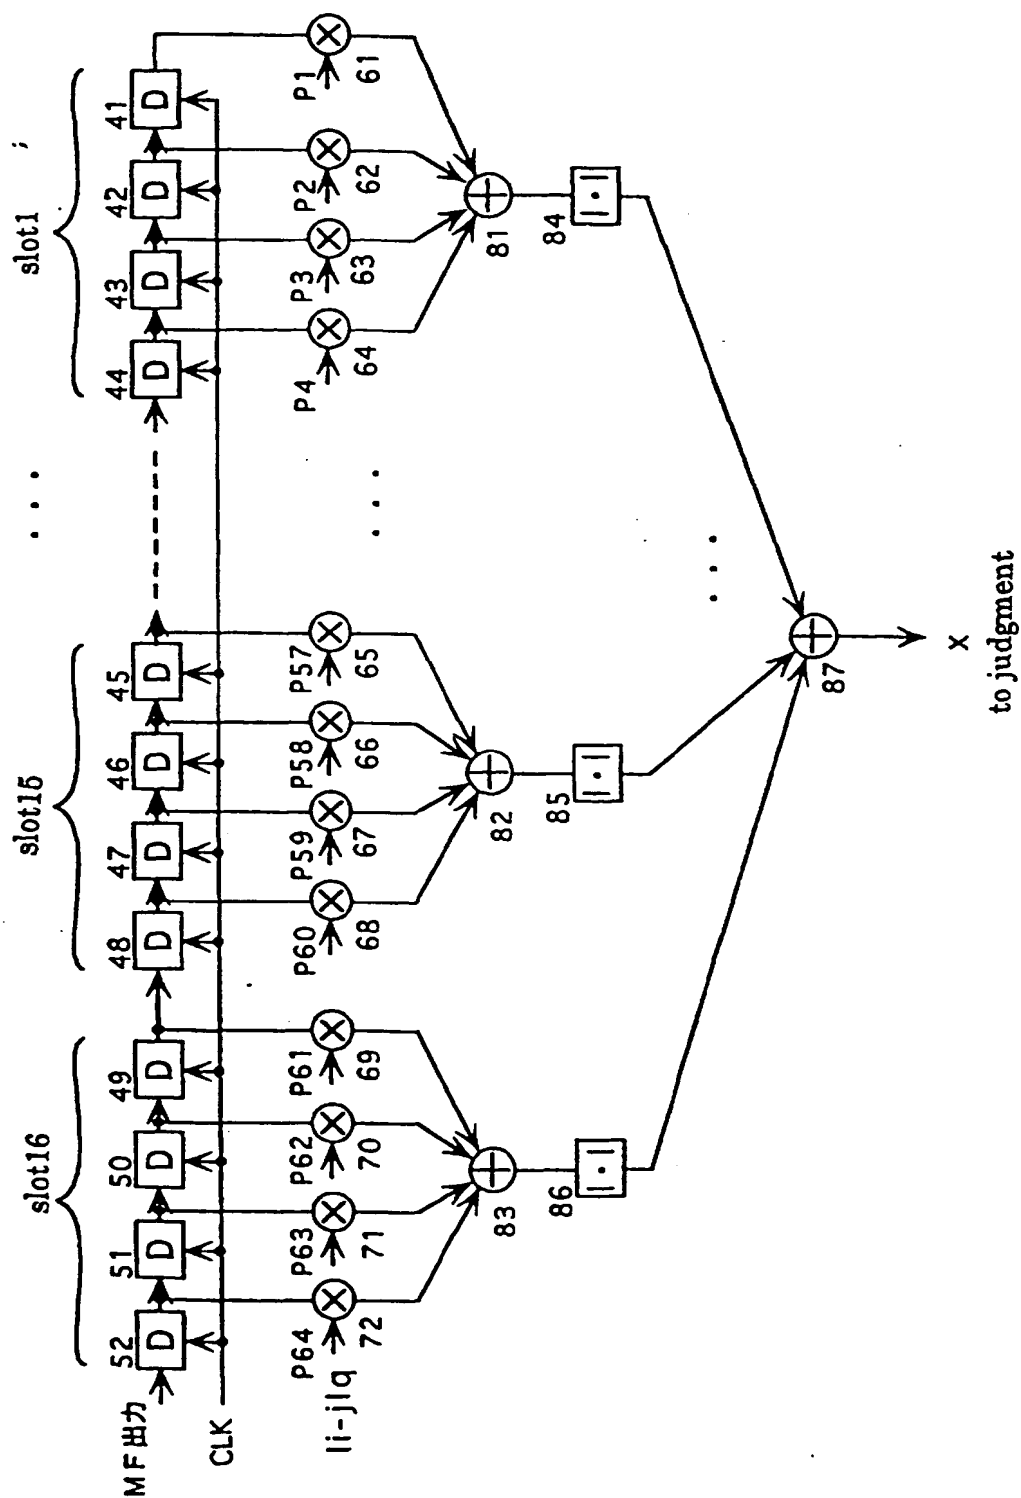 slot16
slot15
. . .
slot1
MF出力
52
51
50
49
48
47
46
45
44
43
42
41
D
D
D
D
D
D
D
D
D
D
D
D
CLK
P64
P63
P62
P61
P60
P59
P58
P57
. . .
P4
P3
P2
P1
Ii-jIq
72
71
70
69
68
67
66
65
64
63
62
61
83
82
81
86
85
84
|·|
|·|
|·|
. . .
87
X
to judgment